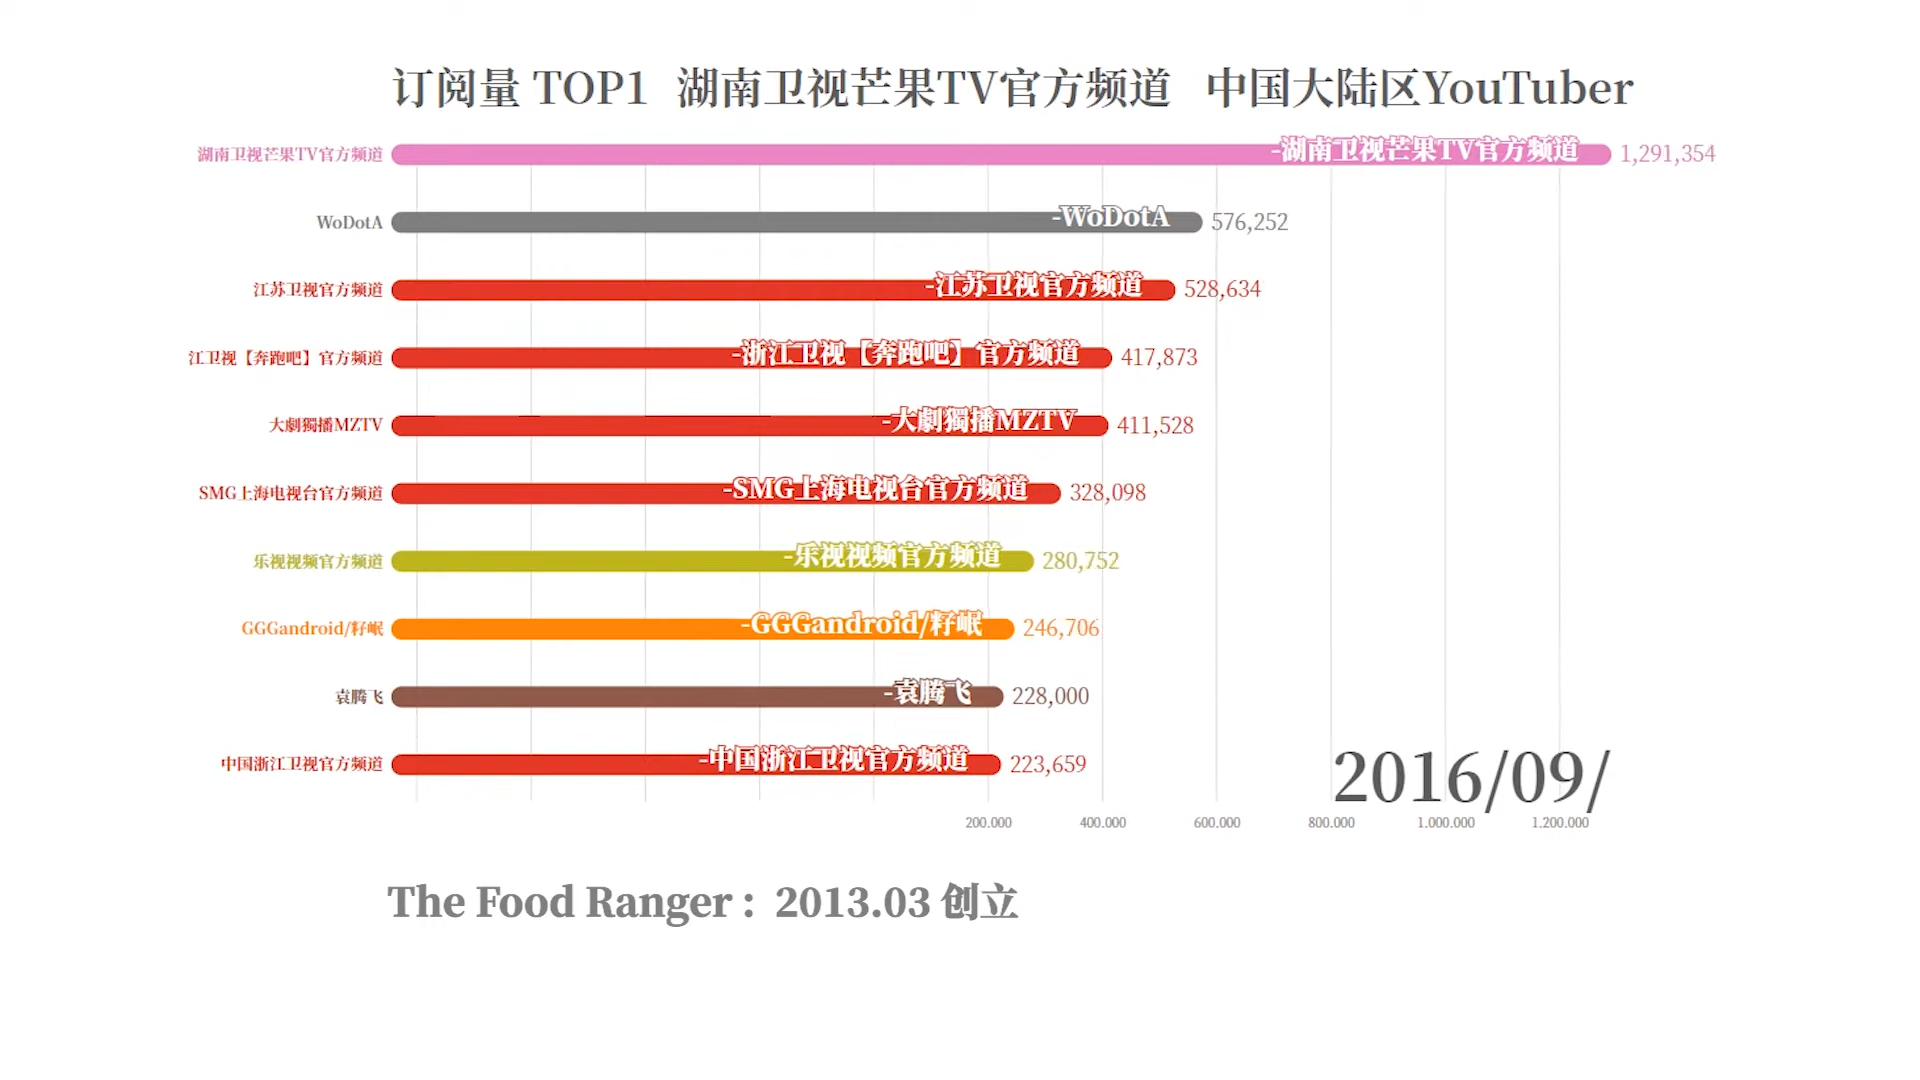 订阅量 TOP1 湖南卫视芒果TV官方频道 中国大陆区YouTuber
湖南卫视芒果TV官方频道 -湖南卫视芒果TV官方频道 1,291,354
WoDotA -WoDotA 576,252
江苏卫视官方频道 -江苏卫视官方频道 528,634
江卫视【奔跑吧】官方频道 -浙江卫视【奔跑吧】官方频道 417,873
大劇獨播MZTV -大劇獨播MZTV 411,528
SMG上海电视台官方频道 -SMG上海电视台官方频道 328,098
乐视视频官方频道 -乐视视频官方频道 280,752
GGGandroid/籽岷 -GGGandroid/籽岷 246,706
袁腾飞 -袁腾飞 228,000
中国浙江卫视官方频道 -中国浙江卫视官方频道 223,659
2016/09/
200,000 400,000 600,000 800,000 1,000,000 1,200,000
The Food Ranger : 2013.03 创立